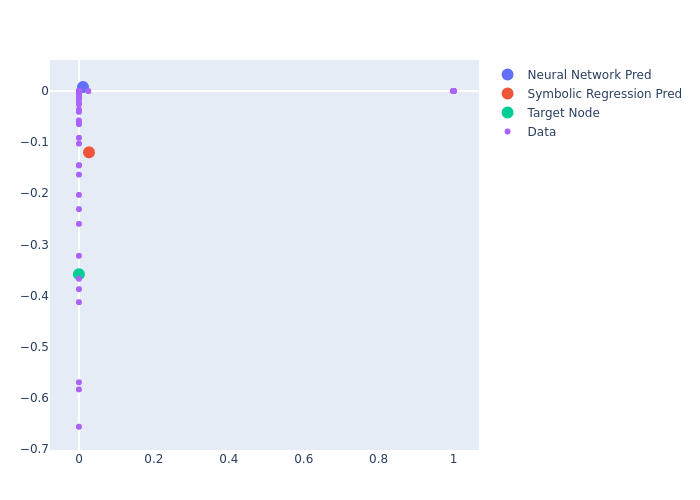 Neural Network Pred
Symbolic Regression Pred
Target Node
Data
0
−0.1
−0.2
−0.3
−0.4
−0.5
−0.6
−0.7
0 0.2 0.4 0.6 0.8 1